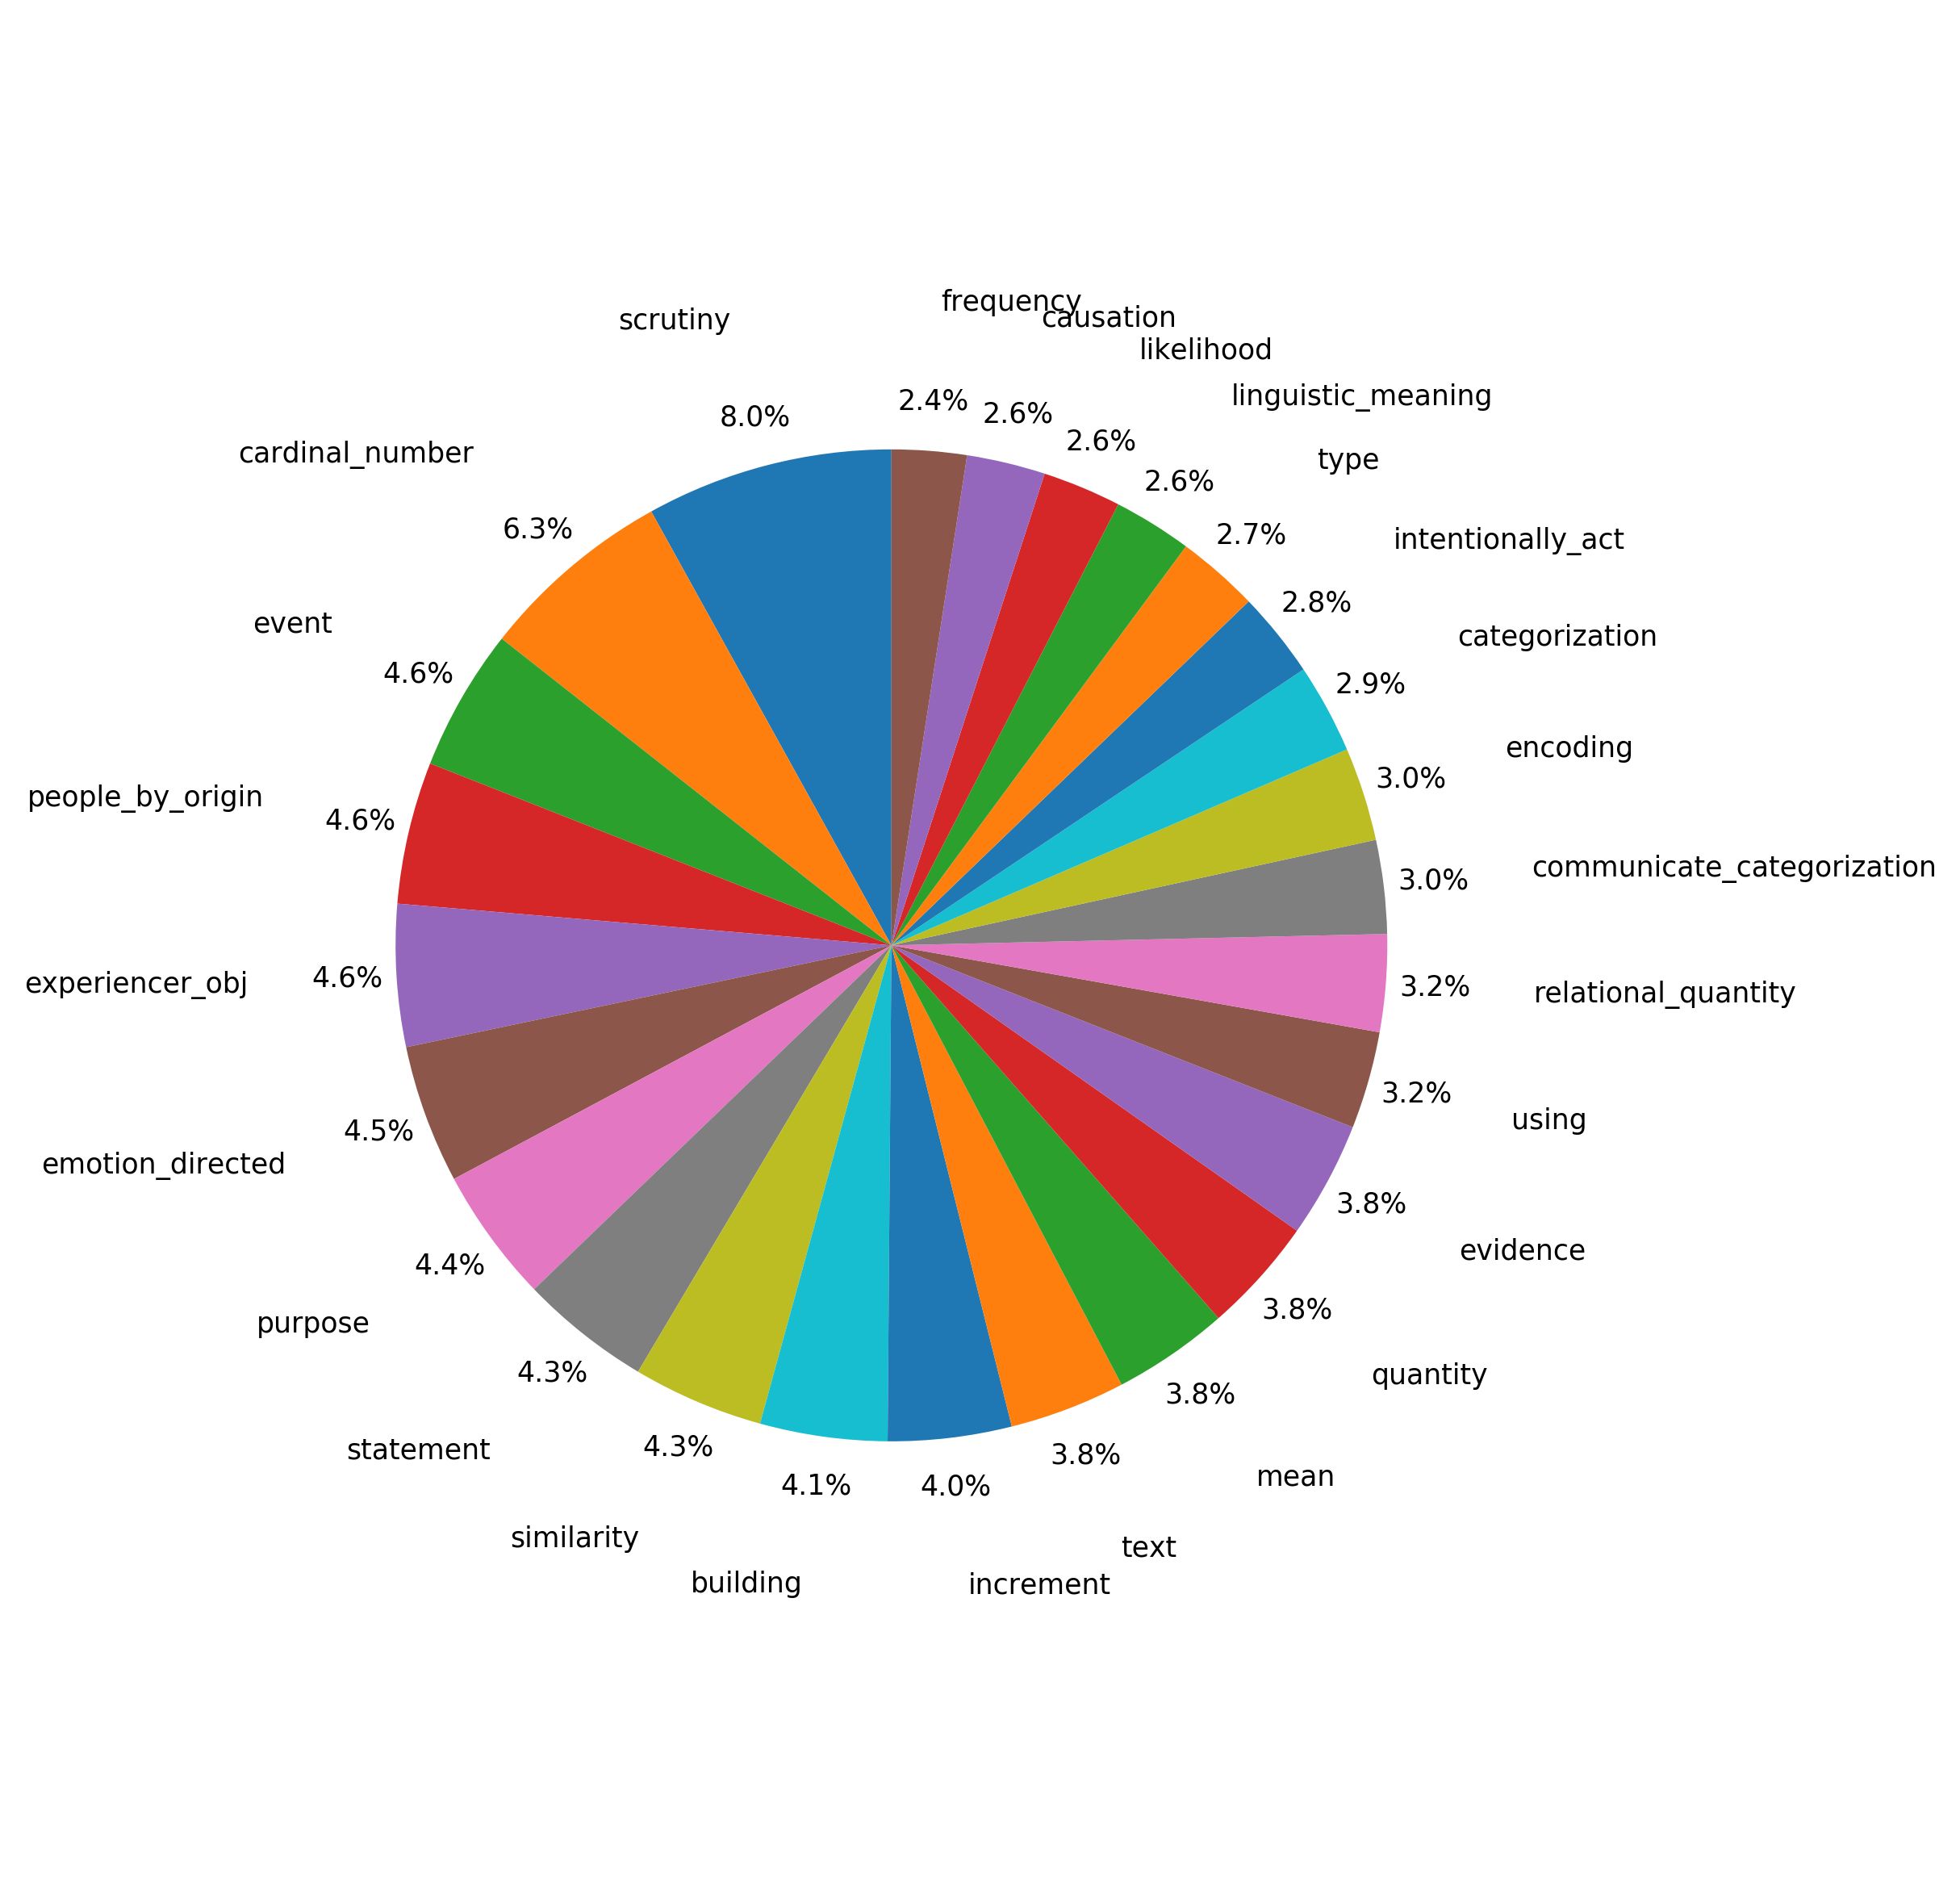 frequency
causation
scrutiny
likelihood
linguistic_meaning
2.4%
2.6%
8.0%
2.6%
cardinal_number
type
2.6%
6.3%
2.7%
intentionally_act
2.8%
event
categorization
4.6%
2.9%
encoding
3.0%
people_by_origin
4.6%
communicate_categorization
3.0%
experiencer_obj
4.6%
3.2%
relational_quantity
3.2%
using
4.5%
emotion_directed
3.8%
evidence
4.4%
purpose
3.8%
quantity
4.3%
3.8%
statement
4.3%
3.8%
mean
4.1%
4.0%
similarity
text
building
increment